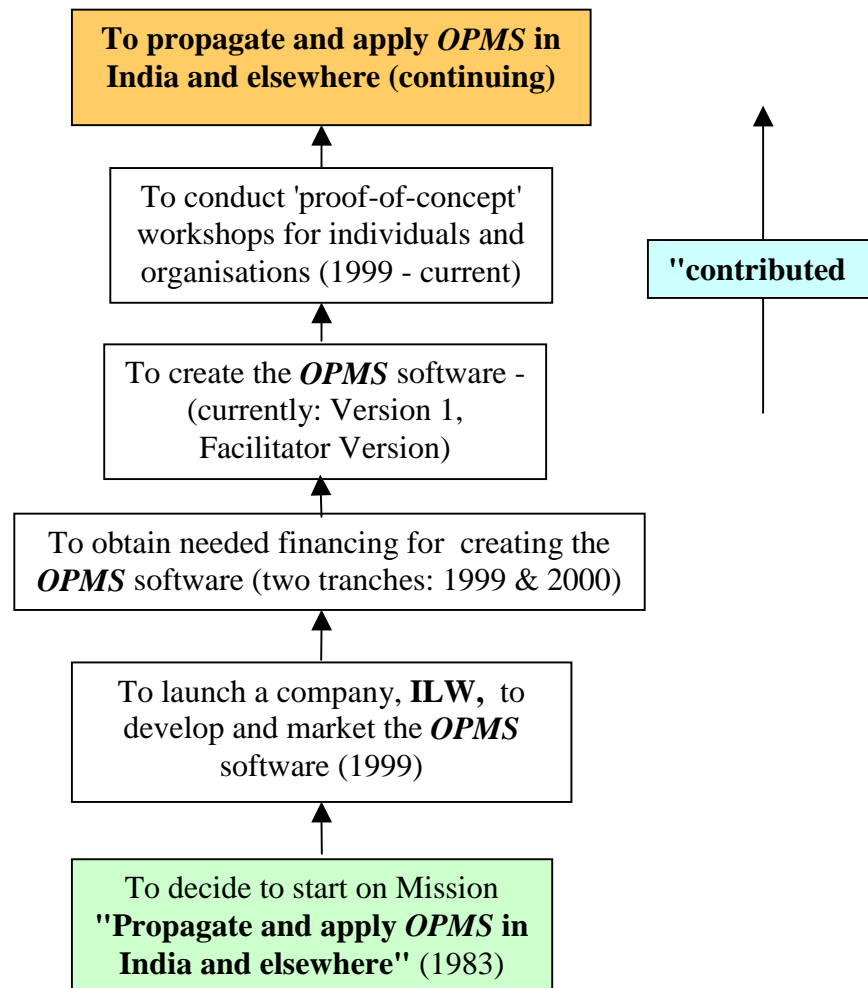 To propagate and apply OPMS in
India and elsewhere (continuing)
To conduct 'proof-of-concept'
workshops for individuals and
organisations (1999 - current)
"contributed
To create the OPMS software -
(currently: Version 1,
Facilitator Version)
To obtain needed financing for creating the
OPMS software (two tranches: 1999 & 2000)
To launch a company, ILW, to
develop and market the OPMS
software (1999)
To decide to start on Mission
"Propagate and apply OPMS in
India and elsewhere" (1983)